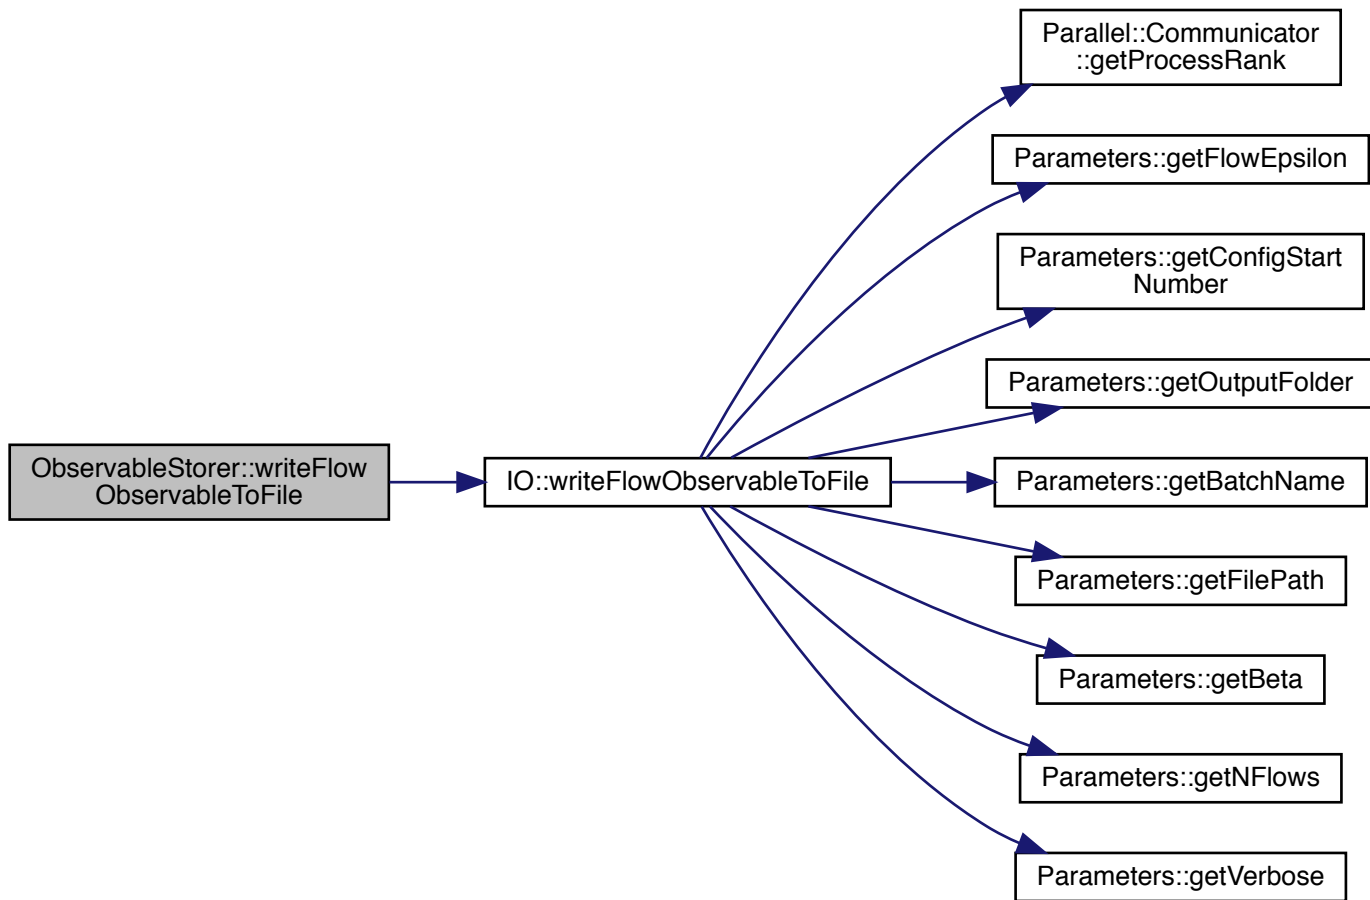 Parallel::Communicator
::getProcessRank
Parameters::getFlowEpsilon
Parameters::getConfigStart
Number
Parameters::getOutputFolder
ObservableStorer::writeFlow
ObservableToFile
IO::writeFlowObservableToFile
Parameters::getBatchName
Parameters::getFilePath
Parameters::getBeta
Parameters::getNFlows
Parameters::getVerbose